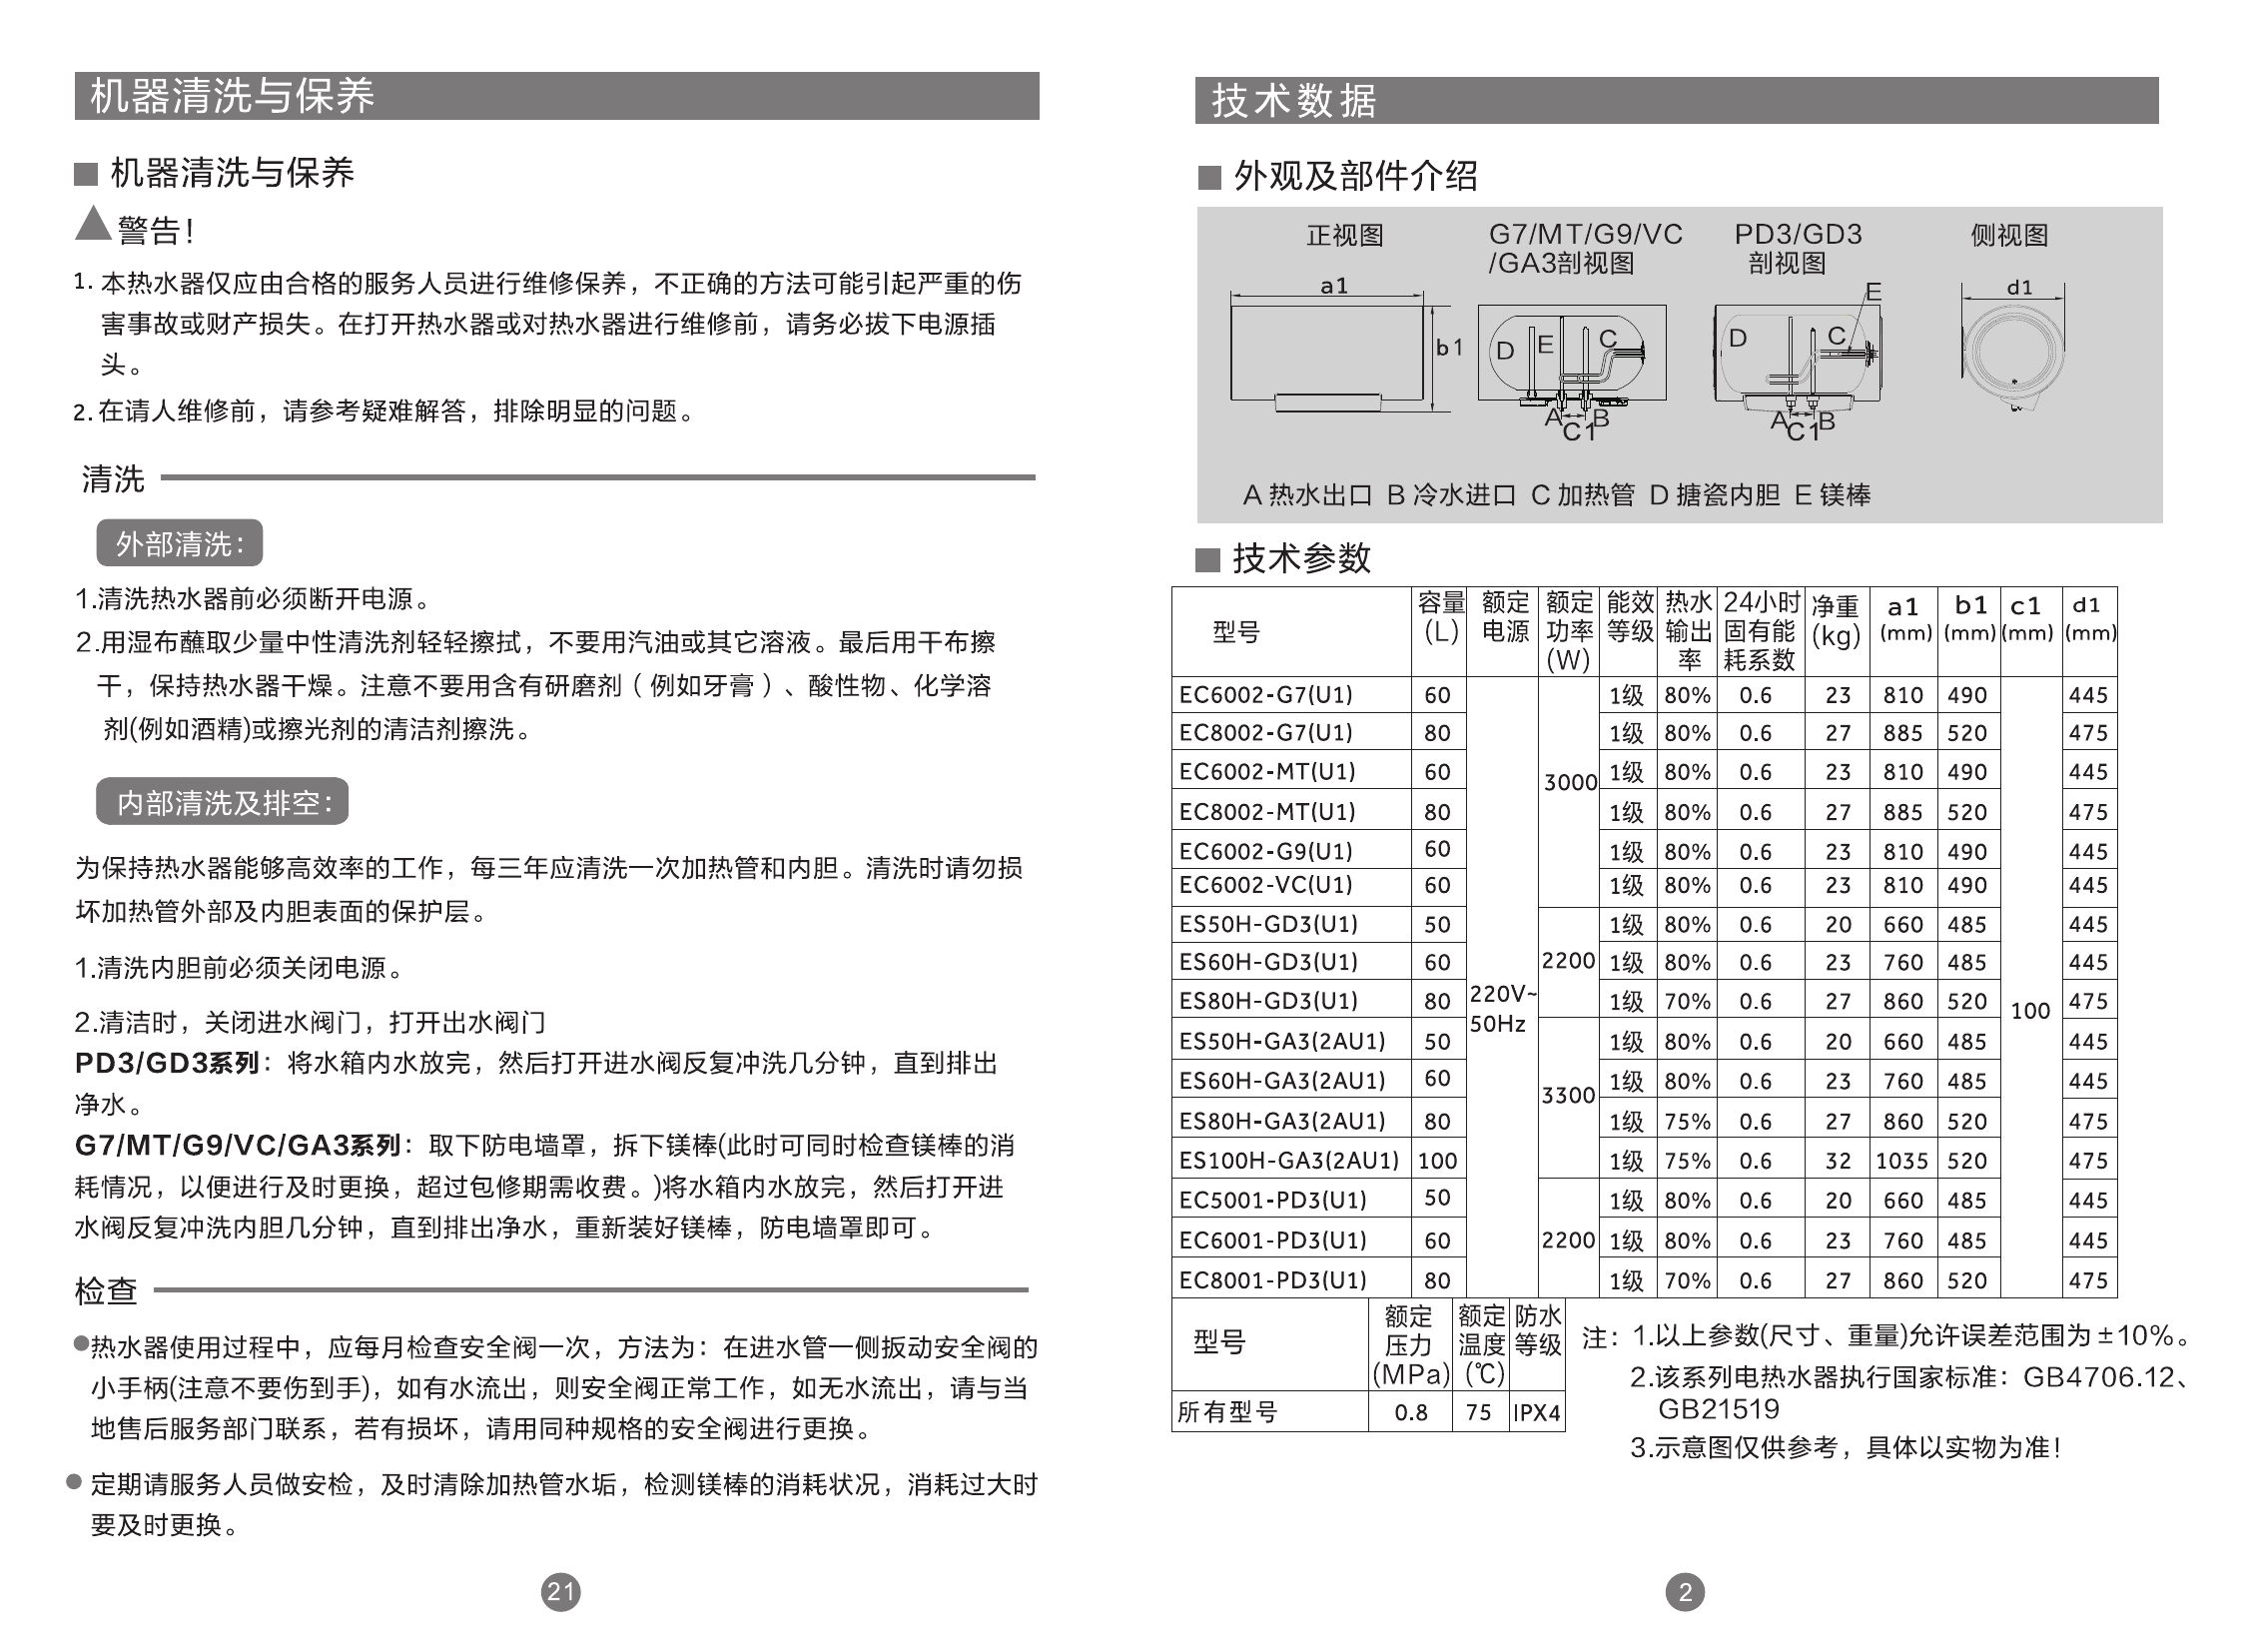 机器清洗与保养
机器清洗与保养
警告！
1. 本热水器仅应由合格的服务人员进行维修保养，不正确的方法可能引起严重的伤
害事故或财产损失。在打开热水器或对热水器进行维修前，请务必拔下电源插
头。
2. 在请人维修前，请参考疑难解答，排除明显的问题。
清洗
外部清洗：
1.清洗热水器前必须断开电源。
2.用湿布蘸取少量中性清洗剂轻轻擦拭，不要用汽油或其它溶液。最后用干布擦
干，保持热水器干燥。注意不要用含有研磨剂（例如牙膏）、酸性物、化学溶
剂(例如酒精)或擦光剂的清洁剂擦洗。
内部清洗及排空：
为保持热水器能够高效率的工作，每三年应清洗一次加热管和内胆。清洗时请勿损
坏加热管外部及内胆表面的保护层。
1.清洗内胆前必须关闭电源。
2.清洁时，关闭进水阀门，打开出水阀门
PD3/GD3系列：将水箱内水放完，然后打开进水阀反复冲洗几分钟，直到排出
净水。
G7/MT/G9/VC/GA3系列：取下防电墙罩，拆下镁棒(此时可同时检查镁棒的消
耗情况，以便进行及时更换，超过包修期需收费。)将水箱内水放完，然后打开进
水阀反复冲洗内胆几分钟，直到排出净水，重新装好镁棒，防电墙罩即可。
检查
●热水器使用过程中，应每月检查安全阀一次，方法为：在进水管一侧扳动安全阀的
小手柄(注意不要伤到手)，如有水流出，则安全阀正常工作，如无水流出，请与当
地售后服务部门联系，若有损坏，请用同种规格的安全阀进行更换。
● 定期请服务人员做安检，及时清除加热管水垢，检测镁棒的消耗状况，消耗过大时
要及时更换。
21
技术数据
外观及部件介绍
正视图 G7/MT/G9/VC PD3/GD3 侧视图
/GA3剖视图 剖视图
a1 E d1
b1 D E C D C
A B A B
C1 C1
A 热水出口 B 冷水进口 C 加热管 D 搪瓷内胆 E 镁棒
技术参数
型号 容量(L) 额定电源 额定功率(W) 能效等级 热水输出率 24小时固有能耗系数 净重(kg) a1(mm) b1(mm) c1(mm) d1(mm)
EC6002-G7(U1) 60 1级 80% 0.6 23 810 490 445
EC8002-G7(U1) 80 1级 80% 0.6 27 885 520 475
EC6002-MT(U1) 60 3000 1级 80% 0.6 23 810 490 445
EC8002-MT(U1) 80 1级 80% 0.6 27 885 520 475
EC6002-G9(U1) 60 1级 80% 0.6 23 810 490 445
EC6002-VC(U1) 60 1级 80% 0.6 23 810 490 445
ES50H-GD3(U1) 50 1级 80% 0.6 20 660 485 445
ES60H-GD3(U1) 60 2200 1级 80% 0.6 23 760 485 445
ES80H-GD3(U1) 80 220V~50Hz 1级 70% 0.6 27 860 520 100 475
ES50H-GA3(2AU1) 50 1级 80% 0.6 20 660 485 445
ES60H-GA3(2AU1) 60 3300 1级 80% 0.6 23 760 485 445
ES80H-GA3(2AU1) 80 1级 75% 0.6 27 860 520 475
ES100H-GA3(2AU1) 100 1级 75% 0.6 32 1035 520 475
EC5001-PD3(U1) 50 1级 80% 0.6 20 660 485 445
EC6001-PD3(U1) 60 2200 1级 80% 0.6 23 760 485 445
EC8001-PD3(U1) 80 1级 70% 0.6 27 860 520 475
型号 额定压力(MPa) 额定温度(℃) 防水等级
所有型号 0.8 75 IPX4
注：1.以上参数(尺寸、重量)允许误差范围为±10%。
2.该系列电热水器执行国家标准：GB4706.12、
GB21519
3.示意图仅供参考，具体以实物为准！
2